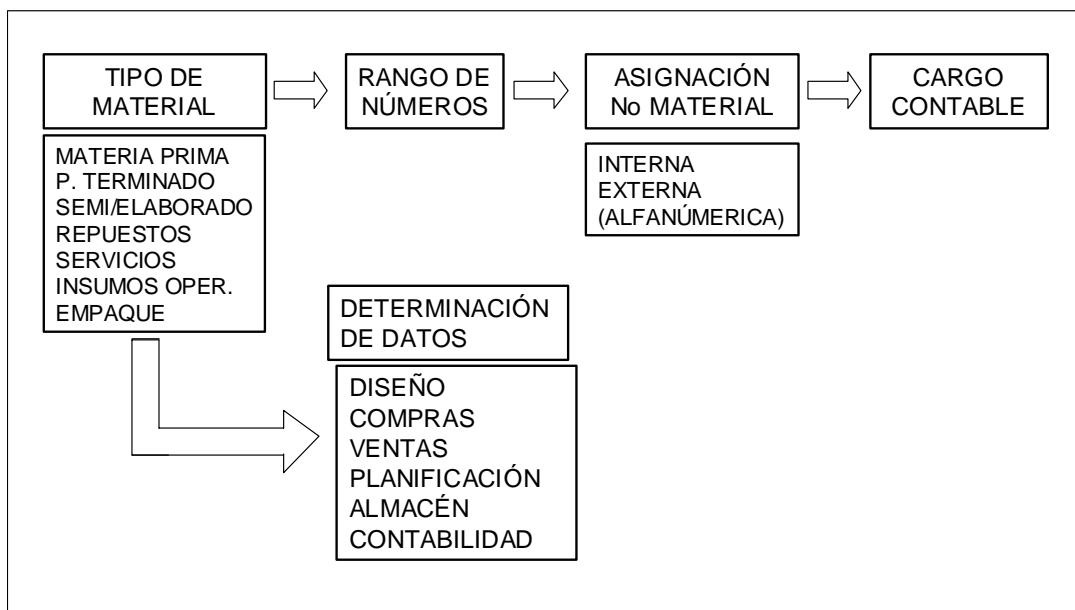 TIPO DE
MATERIAL
RANGO DE
NÚMEROS
ASIGNACIÓN
No MATERIAL
CARGO
CONTABLE
MATERIA PRIMA
P. TERMINADO
SEMI/ELABORADO
REPUESTOS
SERVICIOS
INSUMOS OPER.
EMPAQUE
INTERNA
EXTERNA
(ALFANÚMERICA)
DETERMINACIÓN
DE DATOS
DISEÑO
COMPRAS
VENTAS
PLANIFICACIÓN
ALMACÉN
CONTABILIDAD